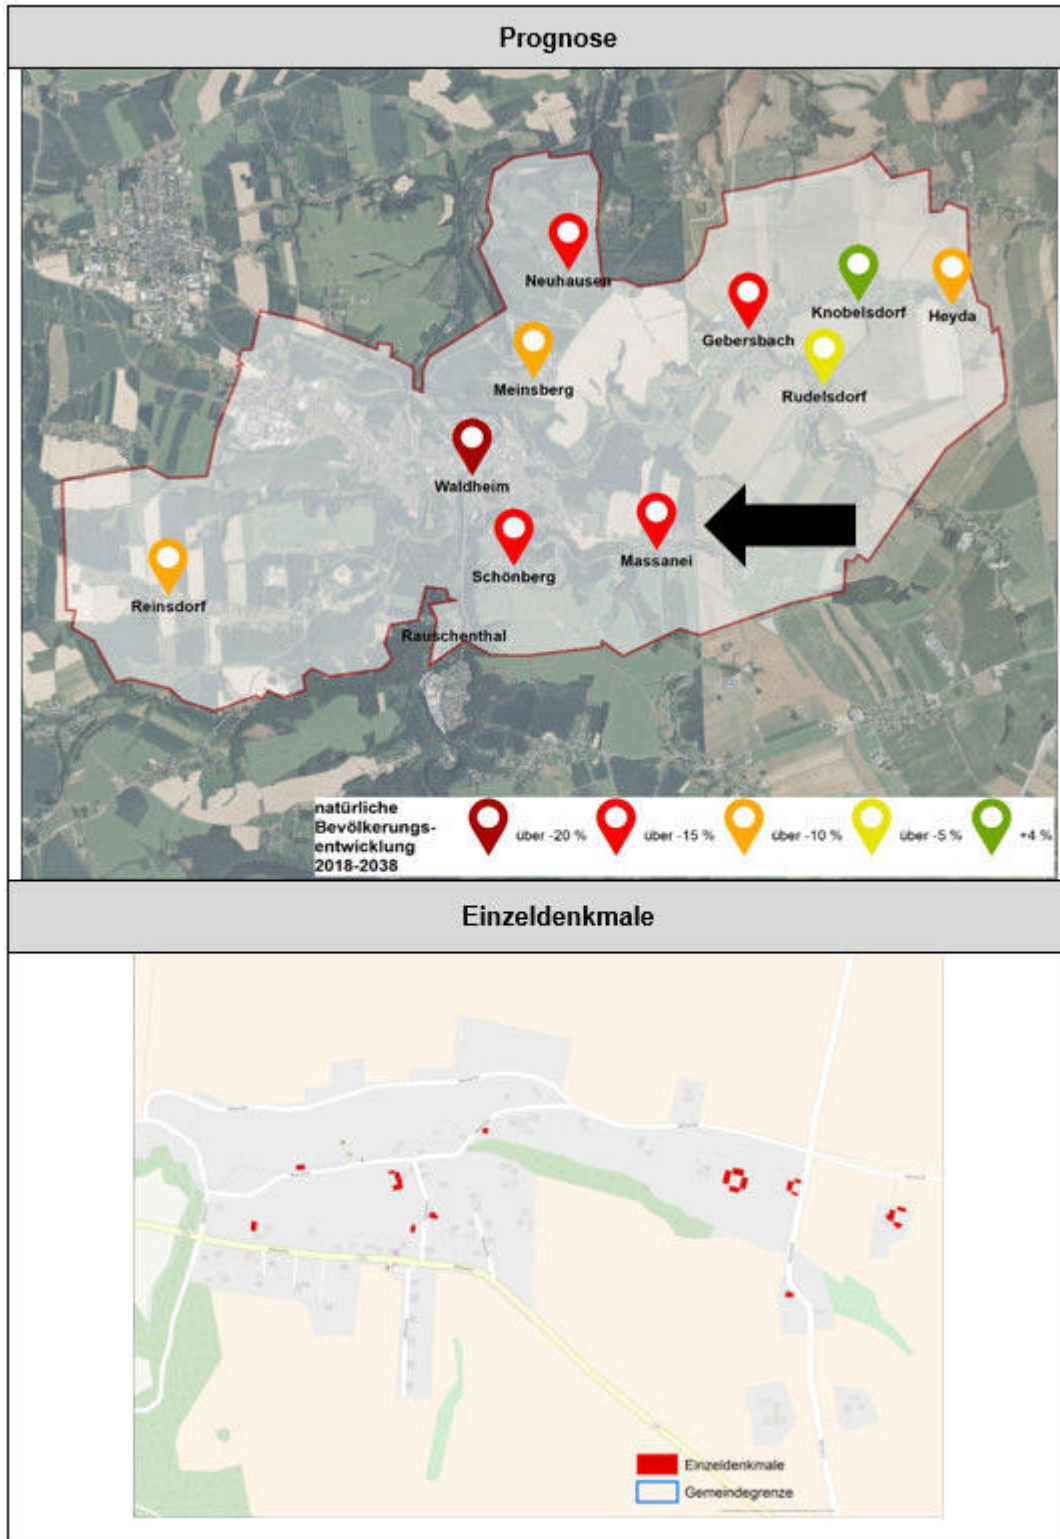 Prognose
Neuhausen
Knobelsdorf
Heyda
Gebersbach
Meinsberg
Rudelsdorf
Waldheim
Massanei
Schönberg
Reinsdorf
Rauschenthal
natürliche
Bevölkerungs-
entwicklung
2018-2038
über -20 %
über -15 %
über -10 %
über -5 %
+4 %
Einzeldenkmale
Einzeldenkmale
Gemeindegrenze